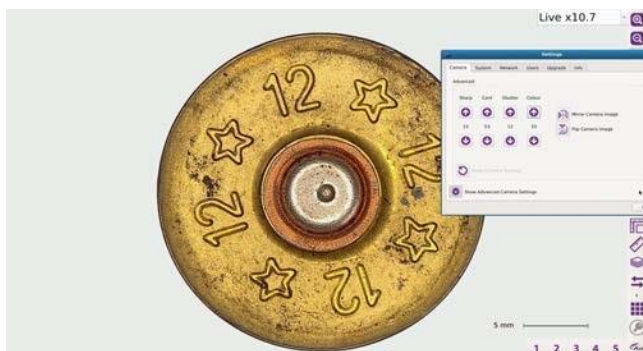 Live x10.7
Settings
Camera System Network Users Upgrade Info
Advanced
Sharp Cont Shutter Colour
Mirror Camera Image
Flip Camera Image
Show Advanced Camera Settings
12
12
12
12
5 mm
1 2 3 4 5